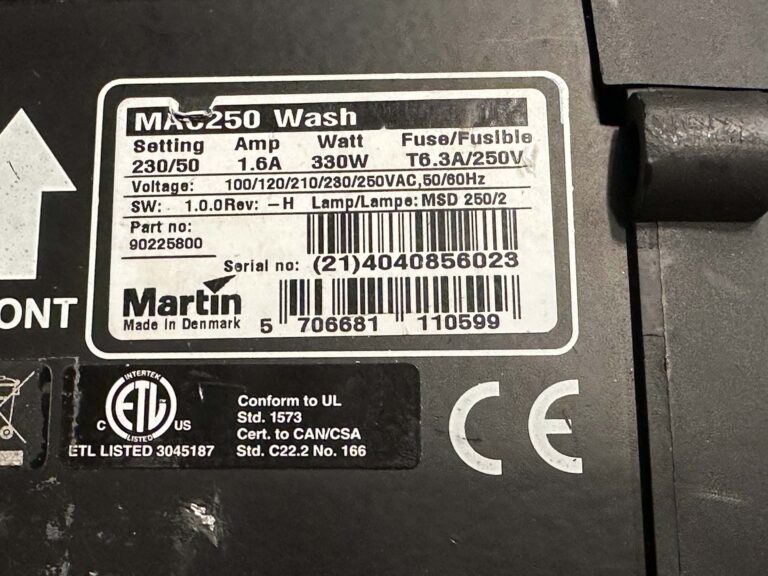 MAC250 Wash
Setting Amp Watt Fuse/Fusible
230/50 1.6A 330W T6.3A/250V
Voltage: 100/120/210/230/250VAC,50/60Hz
SW: 1.0.0Rev: -H Lamp/Lampe: MSD 250/2
Part no:
90225800
Serial no: (21)4040856023
Martin
Made in Denmark
5 706681 110599
ONT
INTERTEK
ETL
C US
LISTED
ETL LISTED 3045187
Conform to UL
Std. 1573
Cert. to CAN/CSA
Std. C22.2 No. 166
CE